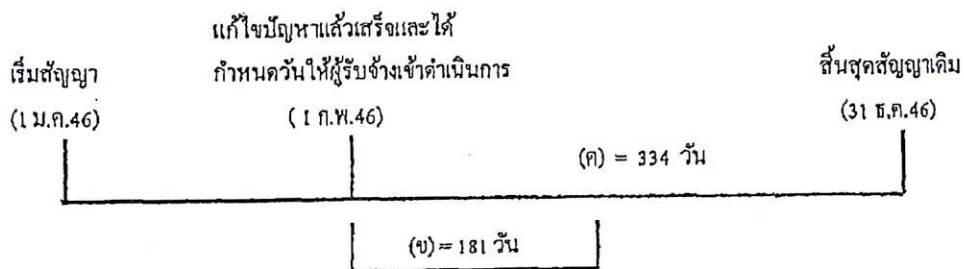 แก้ไขปัญหาแล้วเสร็จและได้
เริ่มสัญญา กำหนดวันให้ผู้รับจ้างเข้าดำเนินการ สิ้นสุดสัญญาเดิม
(1 ม.ค.46) ( 1 ก.พ.46) (31 ธ.ค.46)
(ค) = 334 วัน
(ข) = 181 วัน